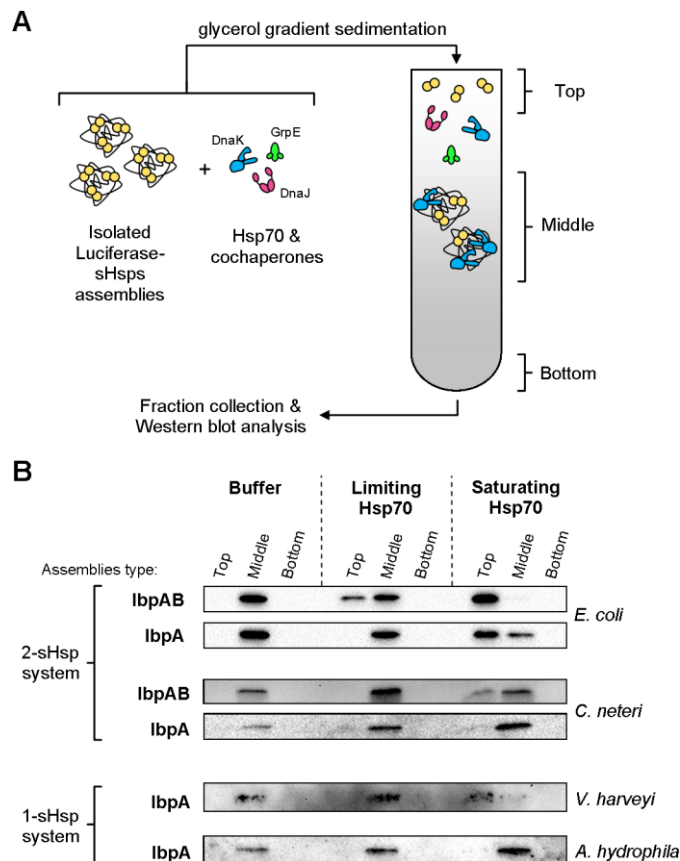 A
glycerol gradient sedimentation
Top
DnaK
GrpE
+
DnaJ
Isolated
Luciferase-
sHsps
assemblies
Hsp70 &
cochaperones
Middle
Bottom
Fraction collection &
Western blot analysis
B
Buffer
Limiting
Hsp70
Saturating
Hsp70
Assemblies type:
Top Middle Bottom Top Middle Bottom Top Middle Bottom
2-sHsp
system
IbpAB
IbpA
E. coli
IbpAB
IbpA
C. neteri
1-sHsp
system
IbpA V. harveyi
IbpA A. hydrophila